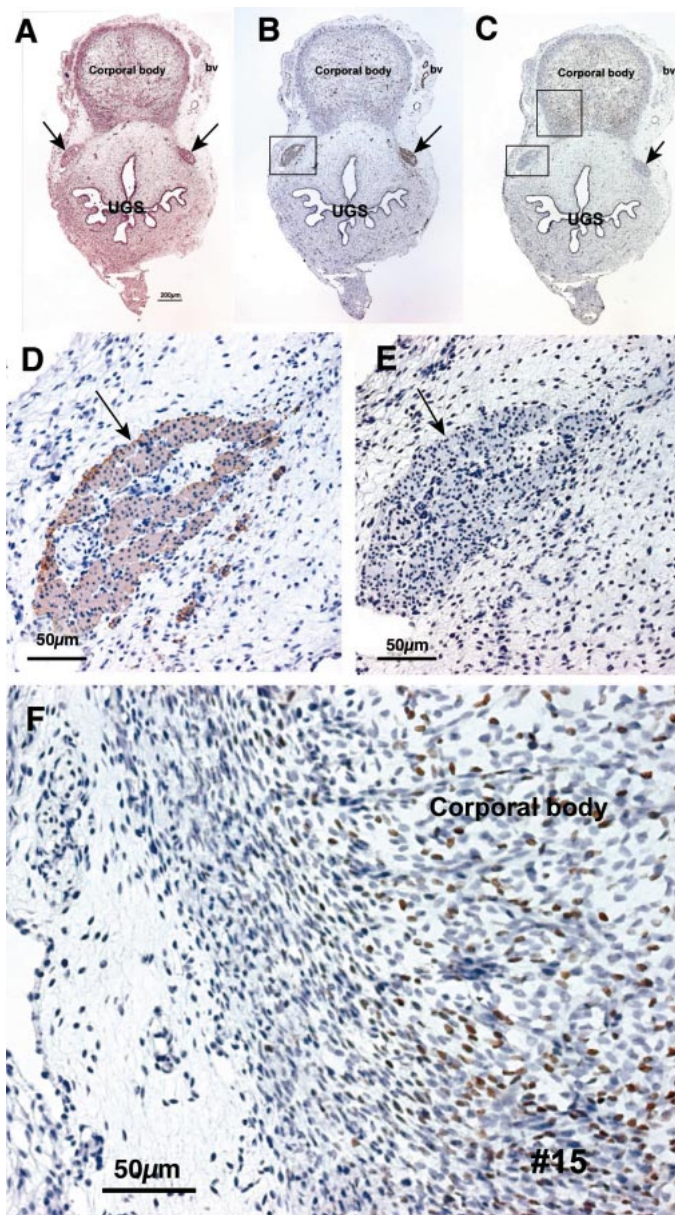 A
Corporal body
bv
UGS
200µm
B
Corporal body
bv
UGS
C
Corporal body
bv
UGS
D
50µm
E
50µm
F
Corporal body
50µm
#15